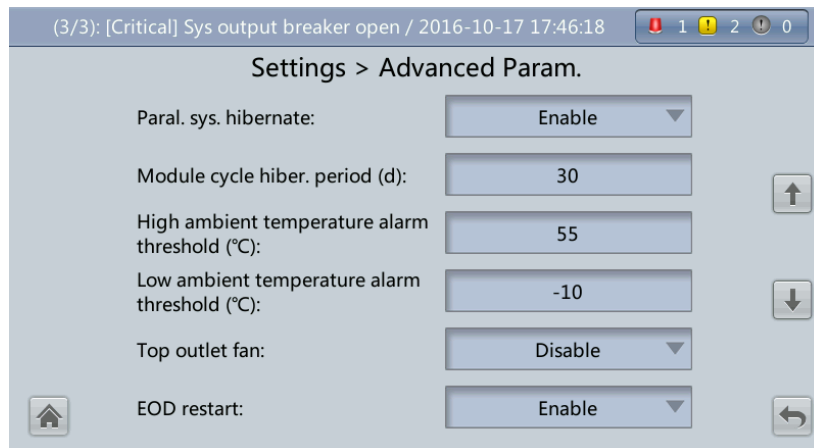 (3/3): [Critical] Sys output breaker open / 2016-10-17 17:46:18 1 2 0
Settings > Advanced Param.
Paral. sys. hibernate: Enable
Module cycle hiber. period (d): 30
High ambient temperature alarm
threshold (℃): 55
Low ambient temperature alarm
threshold (℃): -10
Top outlet fan: Disable
EOD restart: Enable